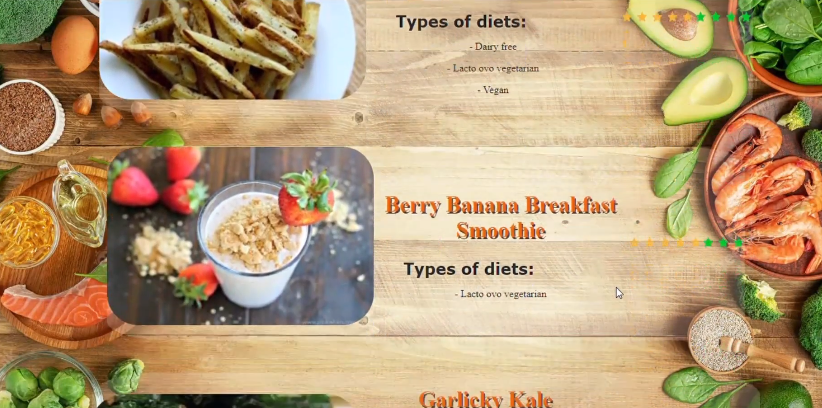 Types of diets:
- Dairy free
- Lacto ovo vegetarian
- Vegan
Berry Banana Breakfast
Smoothie
Types of diets:
- Lacto ovo vegetarian
Garlicky Kale